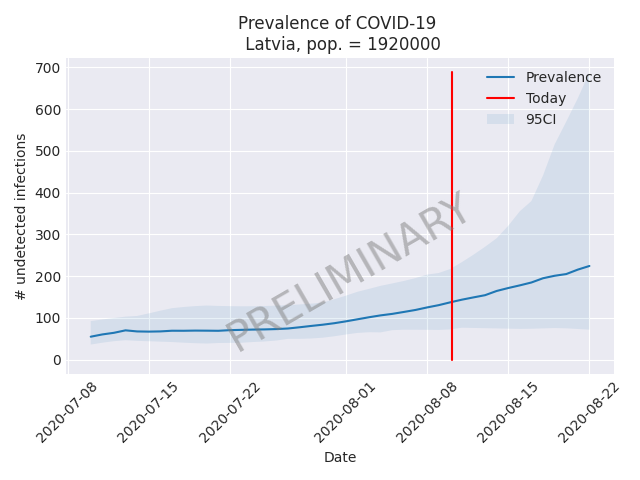 Prevalence of COVID-19
Latvia, pop. = 1920000
# undetected infections
700
600
500
400
300
200
100
0
Prevalence
Today
95CI
PRELIMINARY
2020-07-08
2020-07-15
2020-07-22
2020-08-01
2020-08-08
2020-08-15
2020-08-22
Date